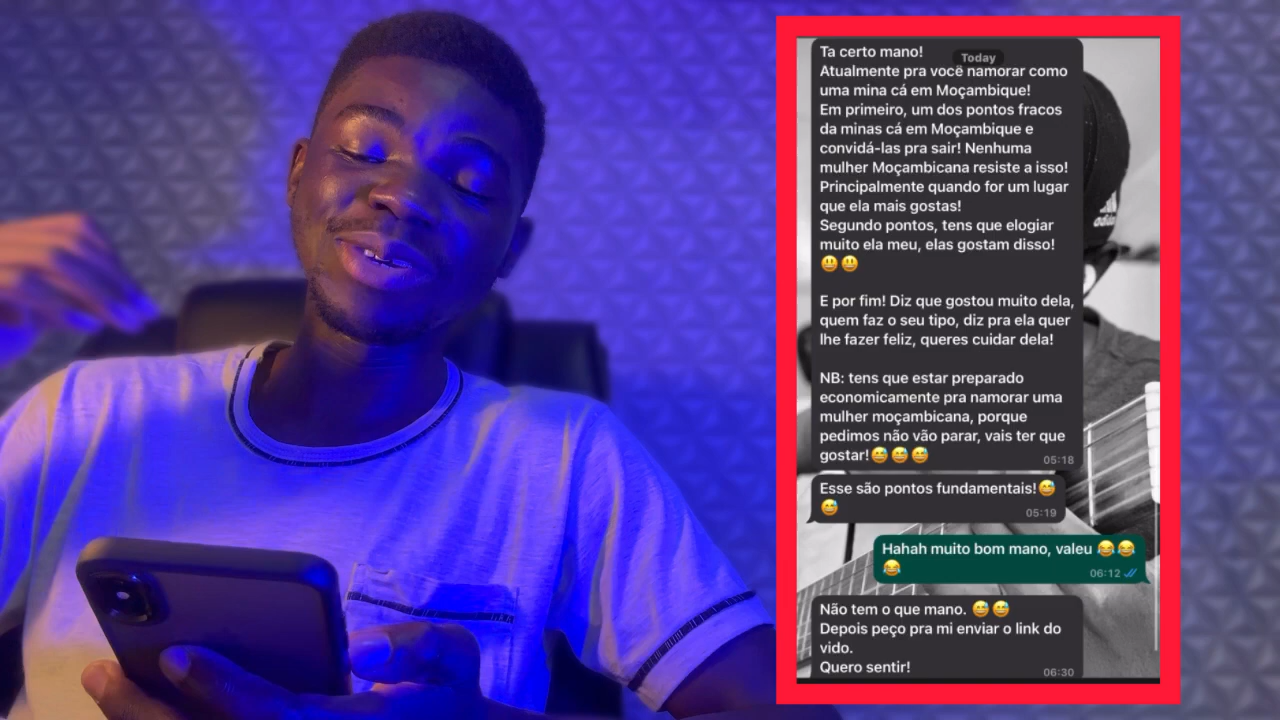 Ta certo mano!
Today
Atualmente pra você namorar como
uma mina cá em Moçambique!
Em primeiro, um dos pontos fracos
da minas cá em Moçambique e
convidá-las pra sair! Nenhuma
mulher Moçambicana resiste a isso!
Principalmente quando for um lugar
que ela mais gostas!
Segundo pontos, tens que elogiar
muito ela meu, elas gostam disso!
😃😃
E por fim! Diz que gostou muito dela,
quem faz o seu tipo, diz pra ela quer
lhe fazer feliz, queres cuidar dela!
NB: tens que estar preparado
economicamente pra namorar uma
mulher moçambicana, porque
pedimos não vão parar, vais ter que
gostar!😅😅😅
05:18
Esse são pontos fundamentais!😅
😅
05:19
Hahah muito bom mano, valeu 😂😂
😂
06:12
Não tem o que mano. 😅😅
Depois peço pra mi enviar o link do
vido.
Quero sentir!
06:30
adidas